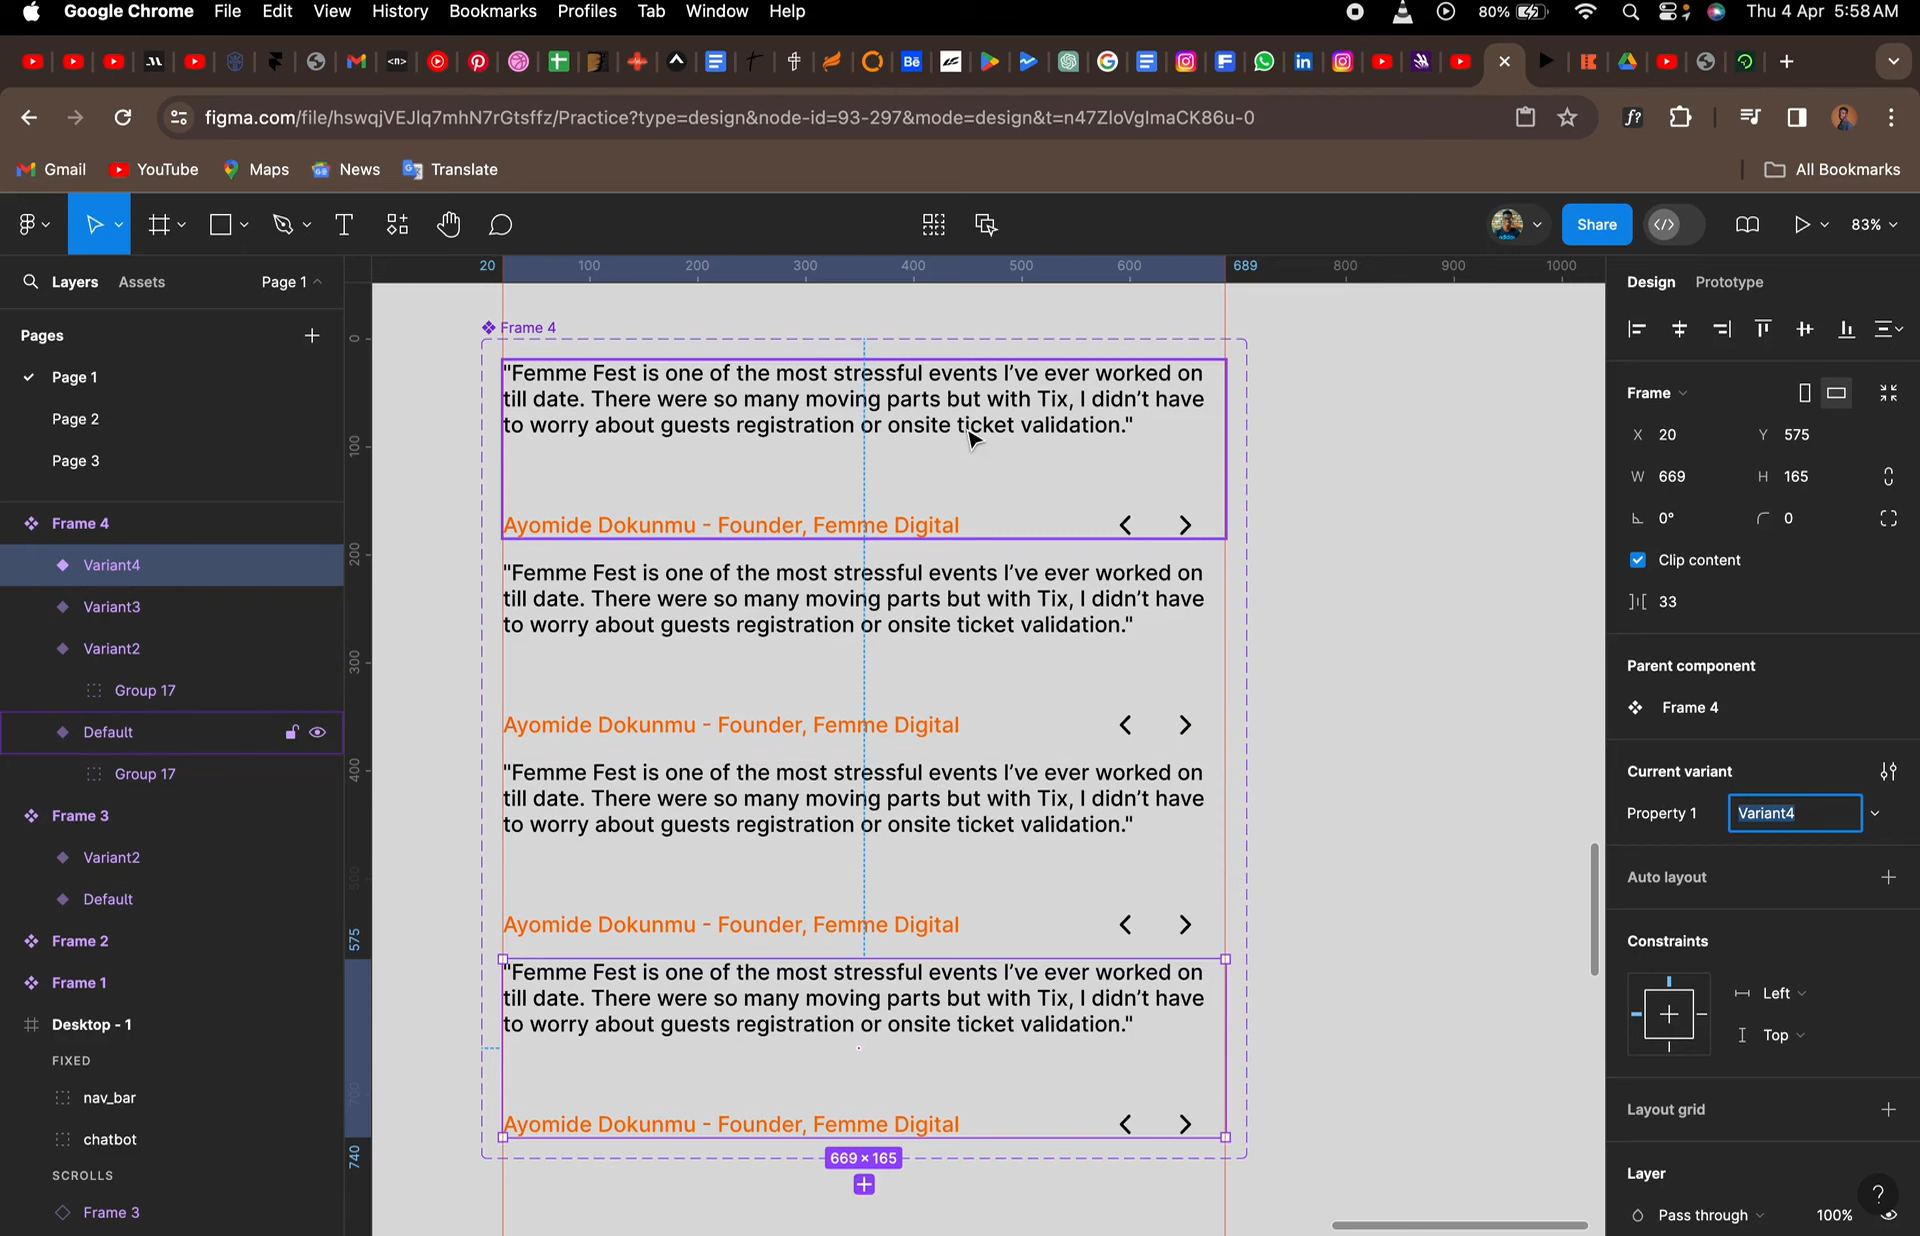 Google Chrome File Edit View History Bookmarks Profiles Tab Window Help 80% Thu 4 Apr 5:58 AM
figma.com/file/hswqjVEJlq7mhN7rGtsffz/Practice?type=design&node-id=93-297&mode=design&t=n47ZloVglmaCK86u-0
Gmail YouTube Maps News Translate All Bookmarks
Share 83%
Layers Assets Page 1
Pages
Page 1
Page 2
Page 3
Frame 4
Variant4
Variant3
Variant2
Group 17
Default
Group 17
Frame 3
Variant2
Default
Frame 2
Frame 1
Desktop - 1
FIXED
nav_bar
chatbot
SCROLLS
Frame 3
20 100 200 300 400 500 600 689 800 900 1000
0
100
200
300
400
500
575
700
740
Frame 4
"Femme Fest is one of the most stressful events I've ever worked on
till date. There were so many moving parts but with Tix, I didn't have
to worry about guests registration or onsite ticket validation."
Ayomide Dokunmu - Founder, Femme Digital
"Femme Fest is one of the most stressful events I've ever worked on
till date. There were so many moving parts but with Tix, I didn't have
to worry about guests registration or onsite ticket validation."
Ayomide Dokunmu - Founder, Femme Digital
"Femme Fest is one of the most stressful events I've ever worked on
till date. There were so many moving parts but with Tix, I didn't have
to worry about guests registration or onsite ticket validation."
Ayomide Dokunmu - Founder, Femme Digital
"Femme Fest is one of the most stressful events I've ever worked on
till date. There were so many moving parts but with Tix, I didn't have
to worry about guests registration or onsite ticket validation."
Ayomide Dokunmu - Founder, Femme Digital
669 × 165
Design Prototype
Frame
X 20 Y 575
W 669 H 165
0° 0
Clip content
33
Parent component
Frame 4
Current variant
Property 1 Variant4
Auto layout
Constraints
Left
Top
Layout grid
Layer
Pass through 100%
?